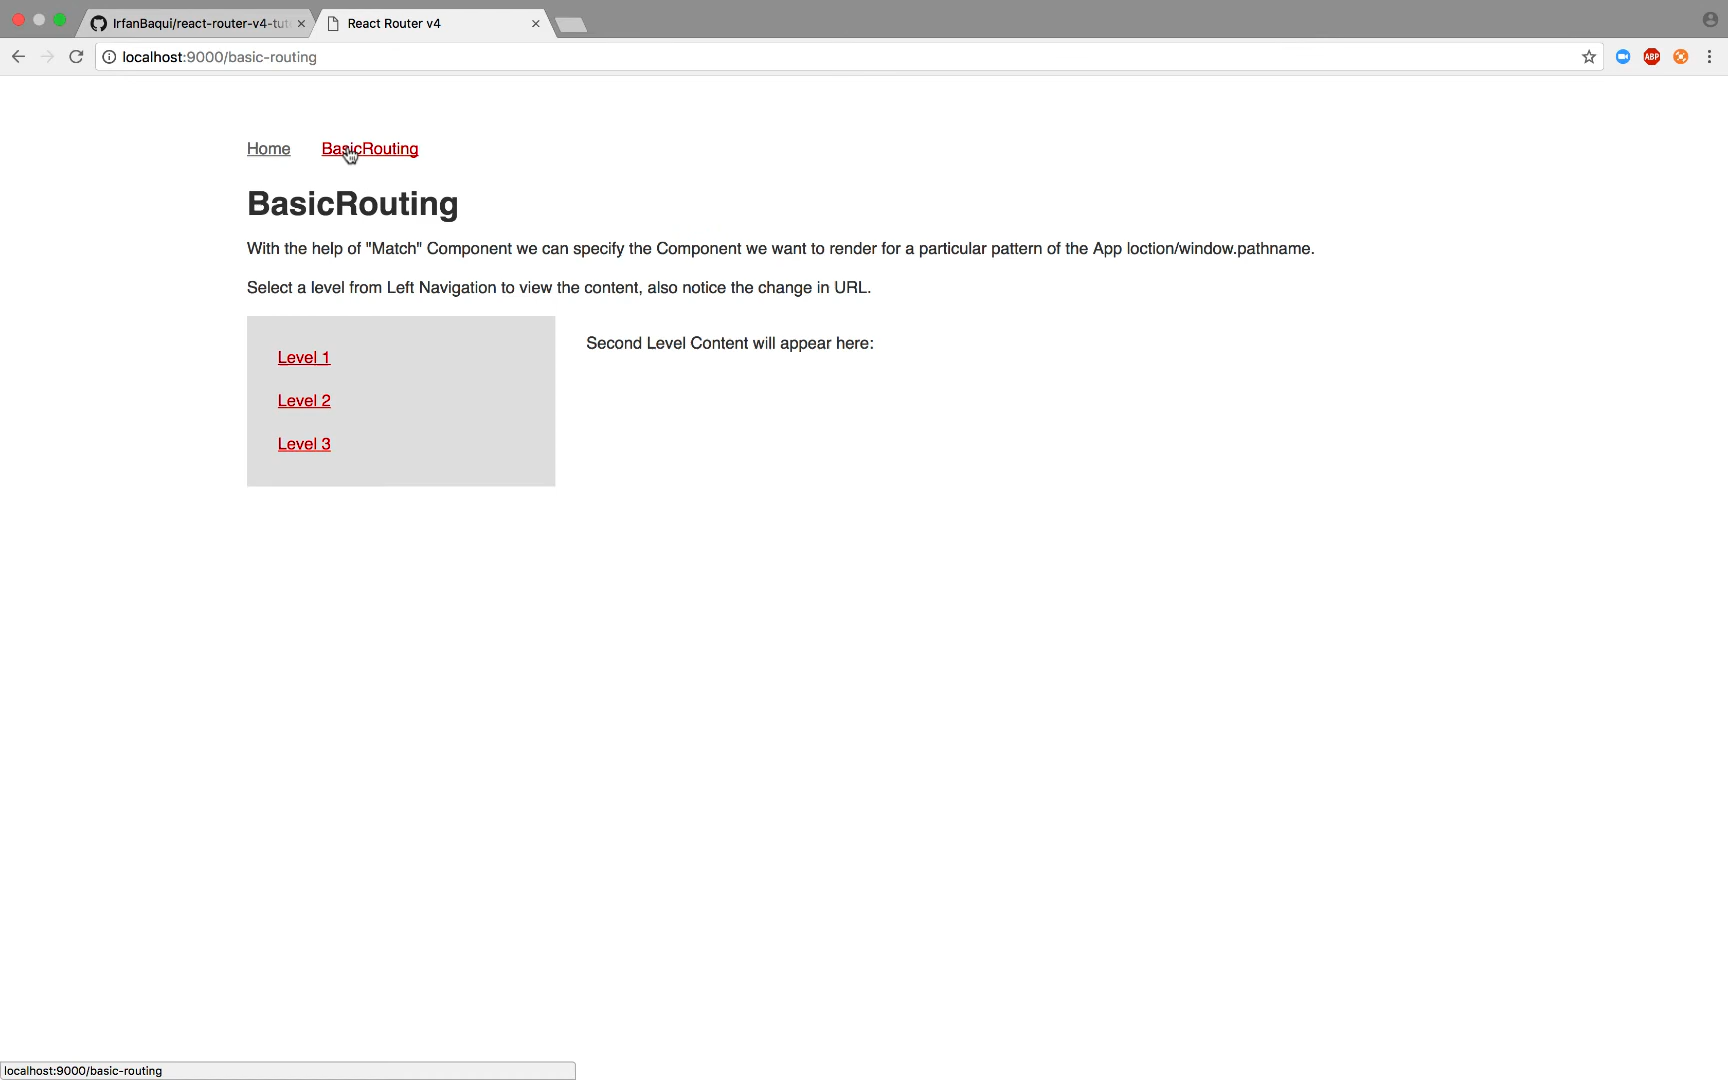 IrfanBaqui/react-router-v4-tut
React Router v4
localhost:9000/basic-routing
ABP
Home BasicRouting
BasicRouting
With the help of "Match" Component we can specify the Component we want to render for a particular pattern of the App loction/window.pathname.
Select a level from Left Navigation to view the content, also notice the change in URL.
Level 1
Second Level Content will appear here:
Level 2
Level 3
localhost:9000/basic-routing